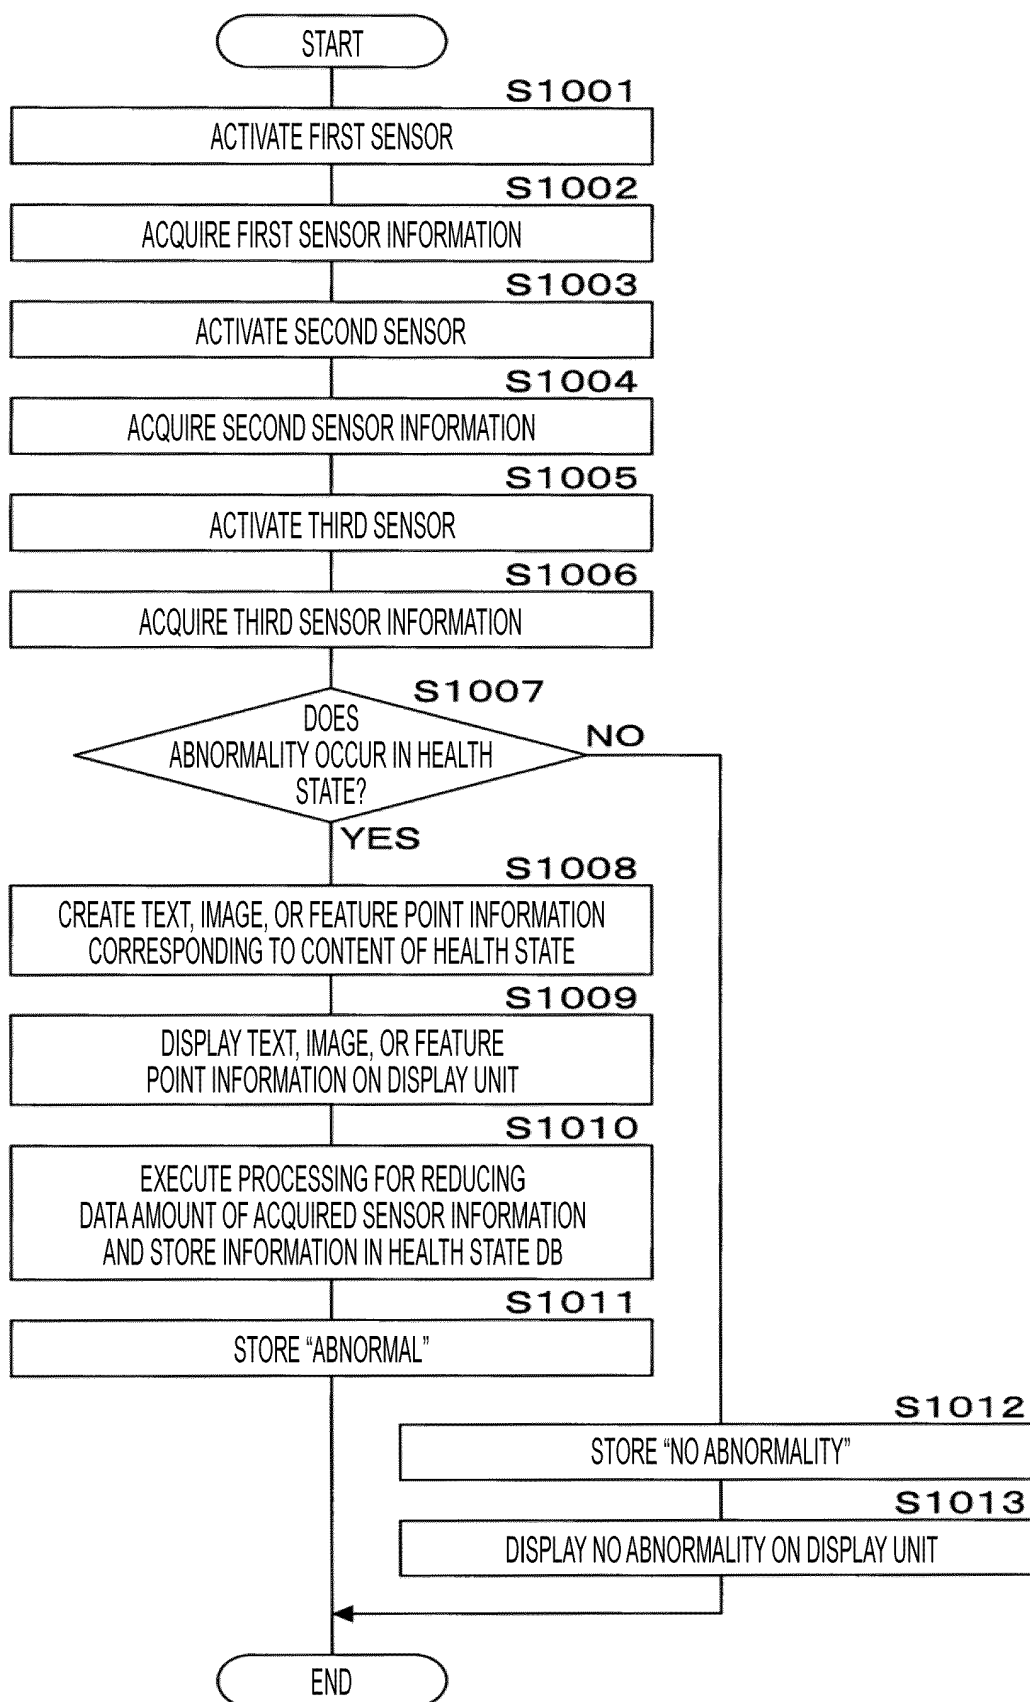 START
S1001
ACTIVATE FIRST SENSOR
S1002
ACQUIRE FIRST SENSOR INFORMATION
S1003
ACTIVATE SECOND SENSOR
S1004
ACQUIRE SECOND SENSOR INFORMATION
S1005
ACTIVATE THIRD SENSOR
S1006
ACQUIRE THIRD SENSOR INFORMATION
S1007
DOES
ABNORMALITY OCCUR IN HEALTH
STATE?
NO
YES
S1008
CREATE TEXT, IMAGE, OR FEATURE POINT INFORMATION
CORRESPONDING TO CONTENT OF HEALTH STATE
S1009
DISPLAY TEXT, IMAGE, OR FEATURE
POINT INFORMATION ON DISPLAY UNIT
S1010
EXECUTE PROCESSING FOR REDUCING
DATA AMOUNT OF ACQUIRED SENSOR INFORMATION
AND STORE INFORMATION IN HEALTH STATE DB
S1011
STORE “ABNORMAL”
S1012
STORE “NO ABNORMALITY”
S1013
DISPLAY NO ABNORMALITY ON DISPLAY UNIT
END